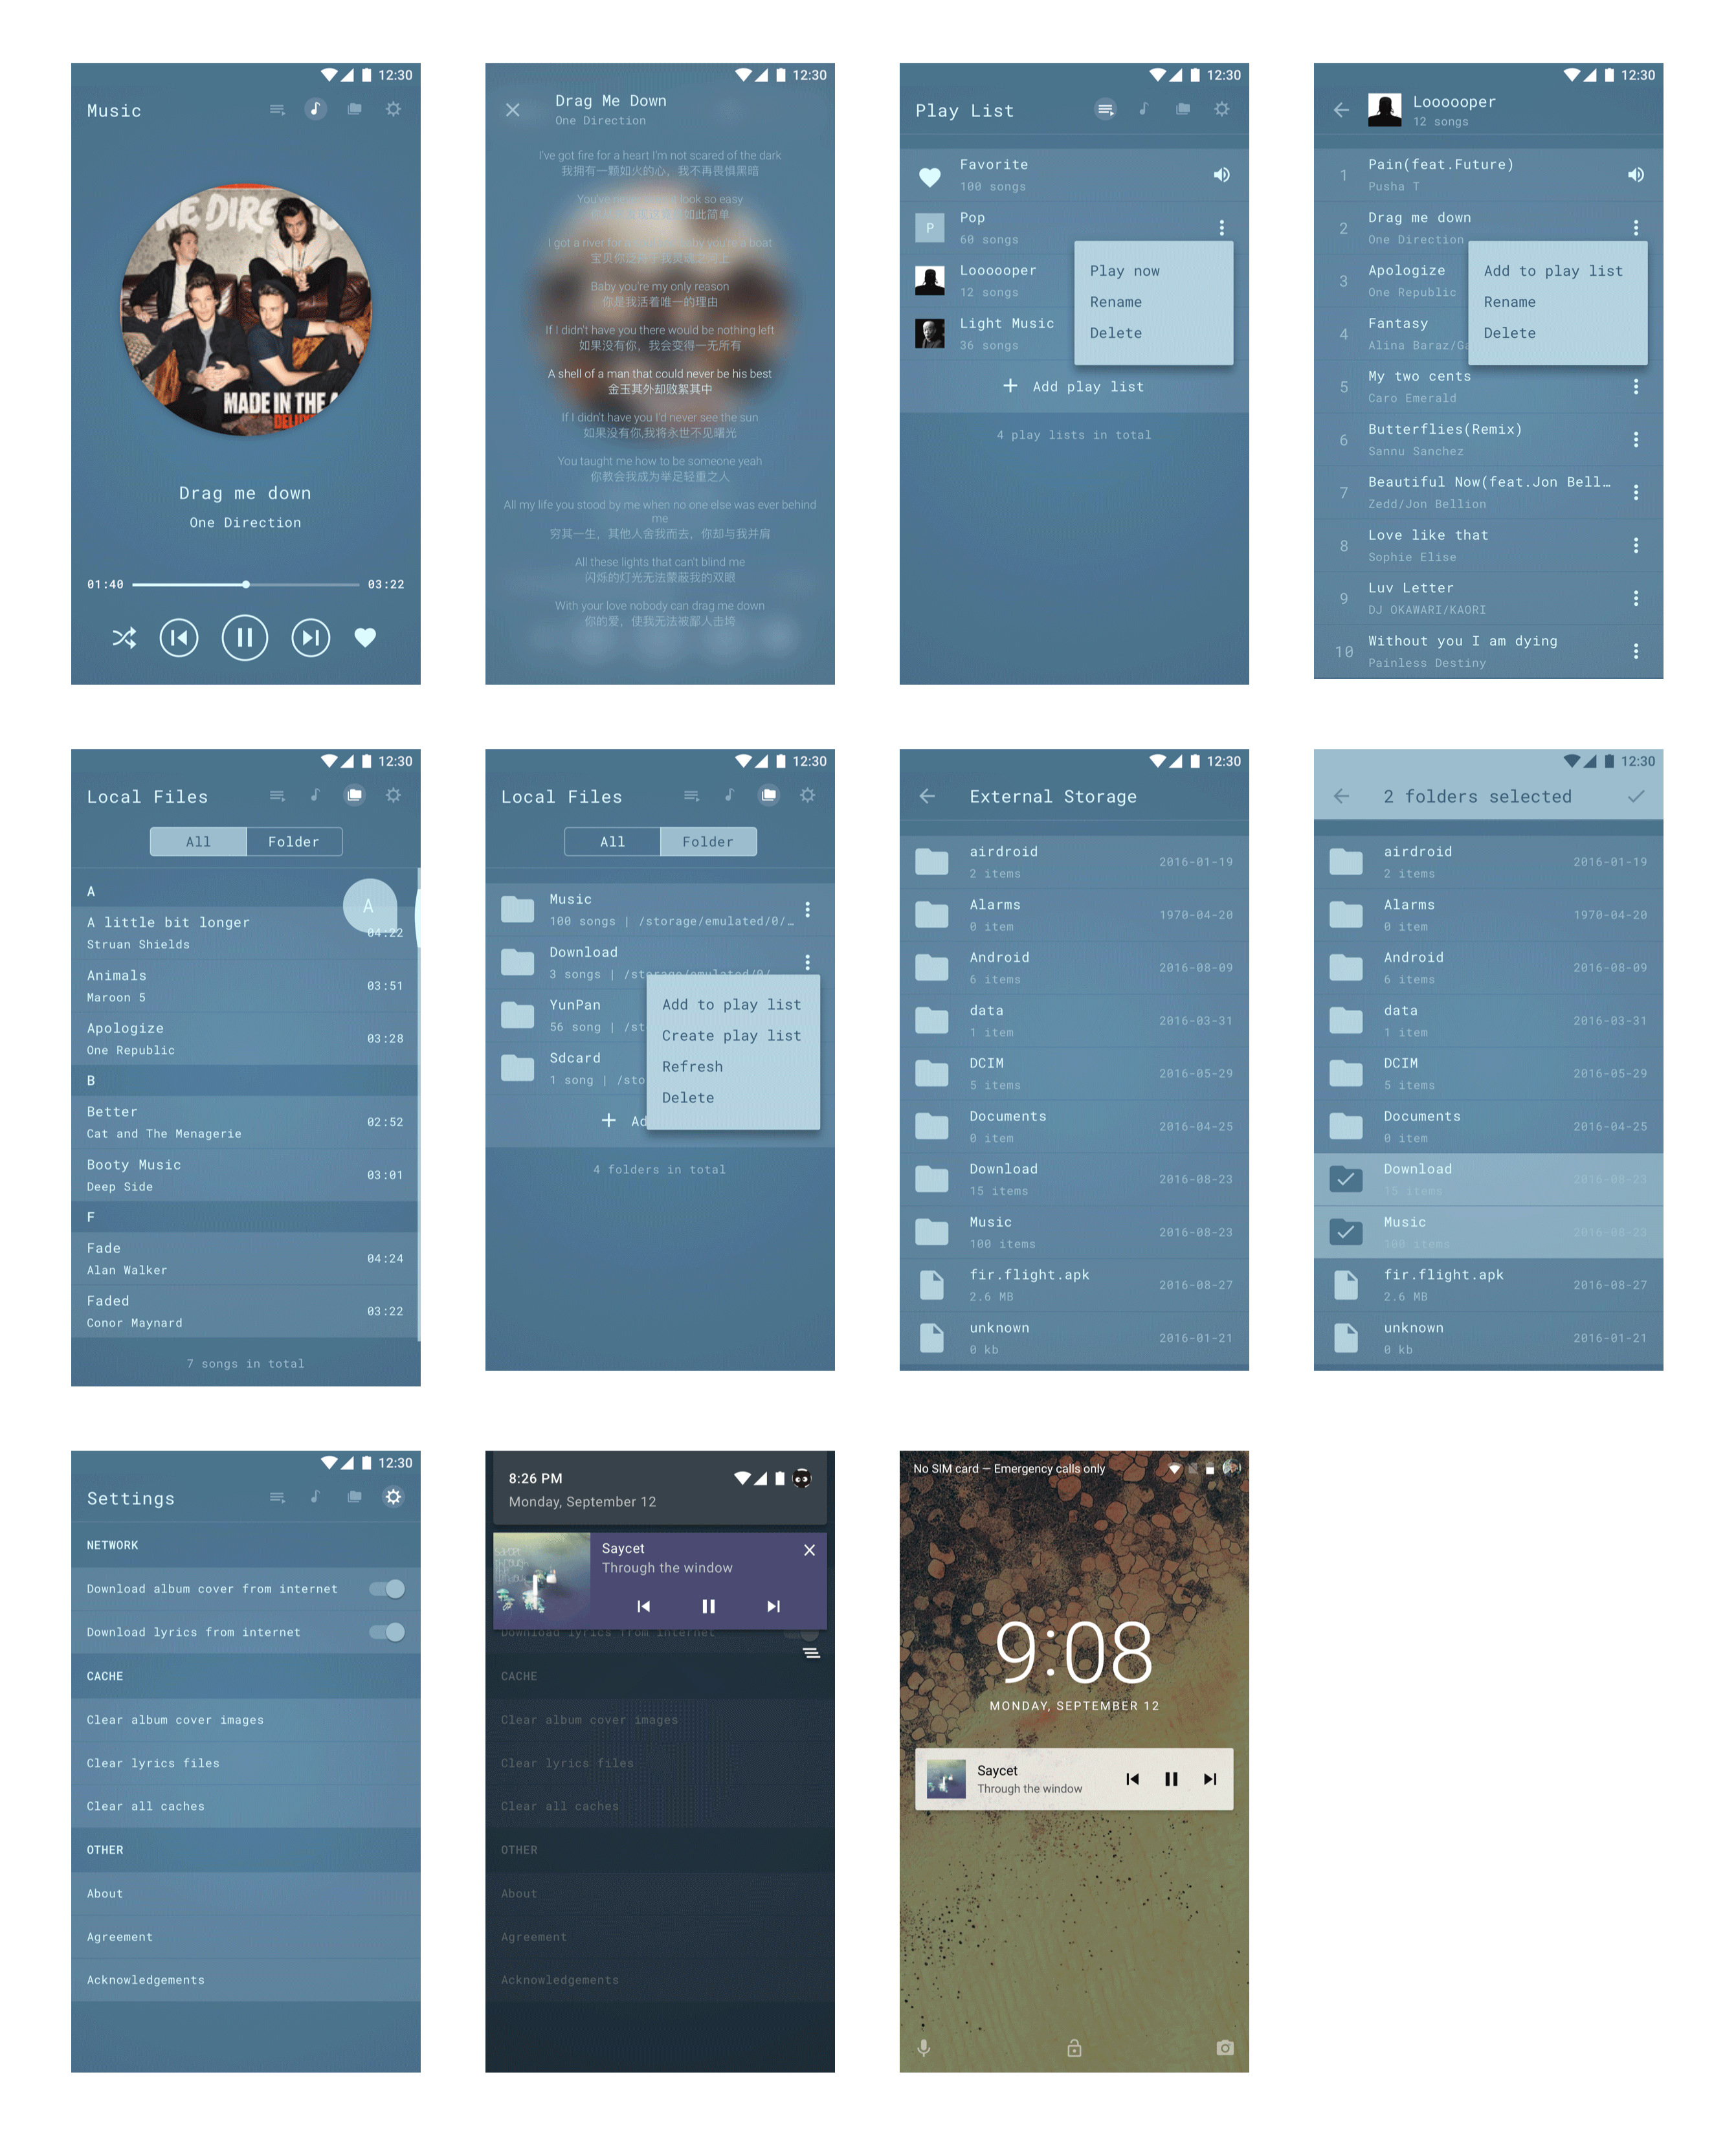 12:30
Music
NE DIRE
MADE IN THE A
DELUX
Drag me down
One Direction
01:40
03:22
12:30
Drag Me Down
One Direction
I've got fire for a heart I'm not scared of the dark
我拥有一颗如火的心，我不再畏惧黑暗
You've look so easy
如此简单
I got a river for baby you're a boat
宝贝你泛舟于我灵魂之河上
Baby you're my only reason
你是我活着唯一的理由
If I didn't have you there would be nothing left
如果没有你，我会变得一无所有
A shell of a man that could never be his best
金玉其外却败絮其中
If I didn't have you I'd never see the sun
如果没有你,我将永世不见曙光
You taught me how to be someone yeah
你教会我成为举足轻重之人
All my life you stood by me when no one else was ever behind
me
穷其一生，其他人舍我而去，你却与我并肩
All these lights that can't blind me
闪烁的灯光无法蒙蔽我的双眼
With your love nobody can drag me down
你的爱，使我无法被鄙人击垮
12:30
Play List
Favorite
100 songs
P
Pop
60 songs
Loooooper
12 songs
Light Music
36 songs
Play now
Rename
Delete
Add play list
4 play lists in total
12:30
Loooooper
12 songs
1
Pain(feat.Future)
Pusha T
2
Drag me down
One Direction
3
Apologize
One Republic
4
Fantasy
Alina Baraz/Ga
Add to play list
Rename
Delete
5
My two cents
Caro Emerald
6
Butterflies(Remix)
Sannu Sanchez
7
Beautiful Now(feat.Jon Bell…
Zedd/Jon Bellion
8
Love like that
Sophie Elise
9
Luv Letter
DJ OKAWARI/KAORI
10
Without you I am dying
Painless Destiny
12:30
Local Files
All
Folder
A
A
A little bit longer
Struan Shields
04:22
Animals
Maroon 5
03:51
Apologize
One Republic
03:28
B
Better
Cat and The Menagerie
02:52
Booty Music
Deep Side
03:01
F
Fade
Alan Walker
04:24
Faded
Conor Maynard
03:22
7 songs in total
12:30
Local Files
All
Folder
Music
100 songs | /storage/emulated/0/…
Download
3 songs | /storage/emulated/0/
YunPan
56 song | /st
Sdcard
1 song | /sto
Add to play list
Create play list
Refresh
Delete
Ad
4 folders in total
12:30
External Storage
airdroid
2 items
2016-01-19
Alarms
0 item
1970-04-20
Android
6 items
2016-08-09
data
1 item
2016-03-31
DCIM
5 items
2016-05-29
Documents
0 item
2016-04-25
Download
15 items
2016-08-23
Music
100 items
2016-08-23
fir.flight.apk
2.6 MB
2016-08-27
unknown
0 kb
2016-01-21
12:30
2 folders selected
airdroid
2 items
2016-01-19
Alarms
0 item
1970-04-20
Android
6 items
2016-08-09
data
1 item
2016-03-31
DCIM
5 items
2016-05-29
Documents
0 item
2016-04-25
Download
15 items
2016-08-23
Music
100 items
2016-08-23
fir.flight.apk
2.6 MB
2016-08-27
unknown
0 kb
2016-01-21
12:30
Settings
NETWORK
Download album cover from internet
Download lyrics from internet
CACHE
Clear album cover images
Clear lyrics files
Clear all caches
OTHER
About
Agreement
Acknowledgements
8:26 PM
Monday, September 12
Saycet
Through the window
Download lyrics from internet
CACHE
Clear album cover images
Clear lyrics files
Clear all caches
OTHER
About
Agreement
Acknowledgements
No SIM card — Emergency calls only
9:08
MONDAY, SEPTEMBER 12
Saycet
Through the window